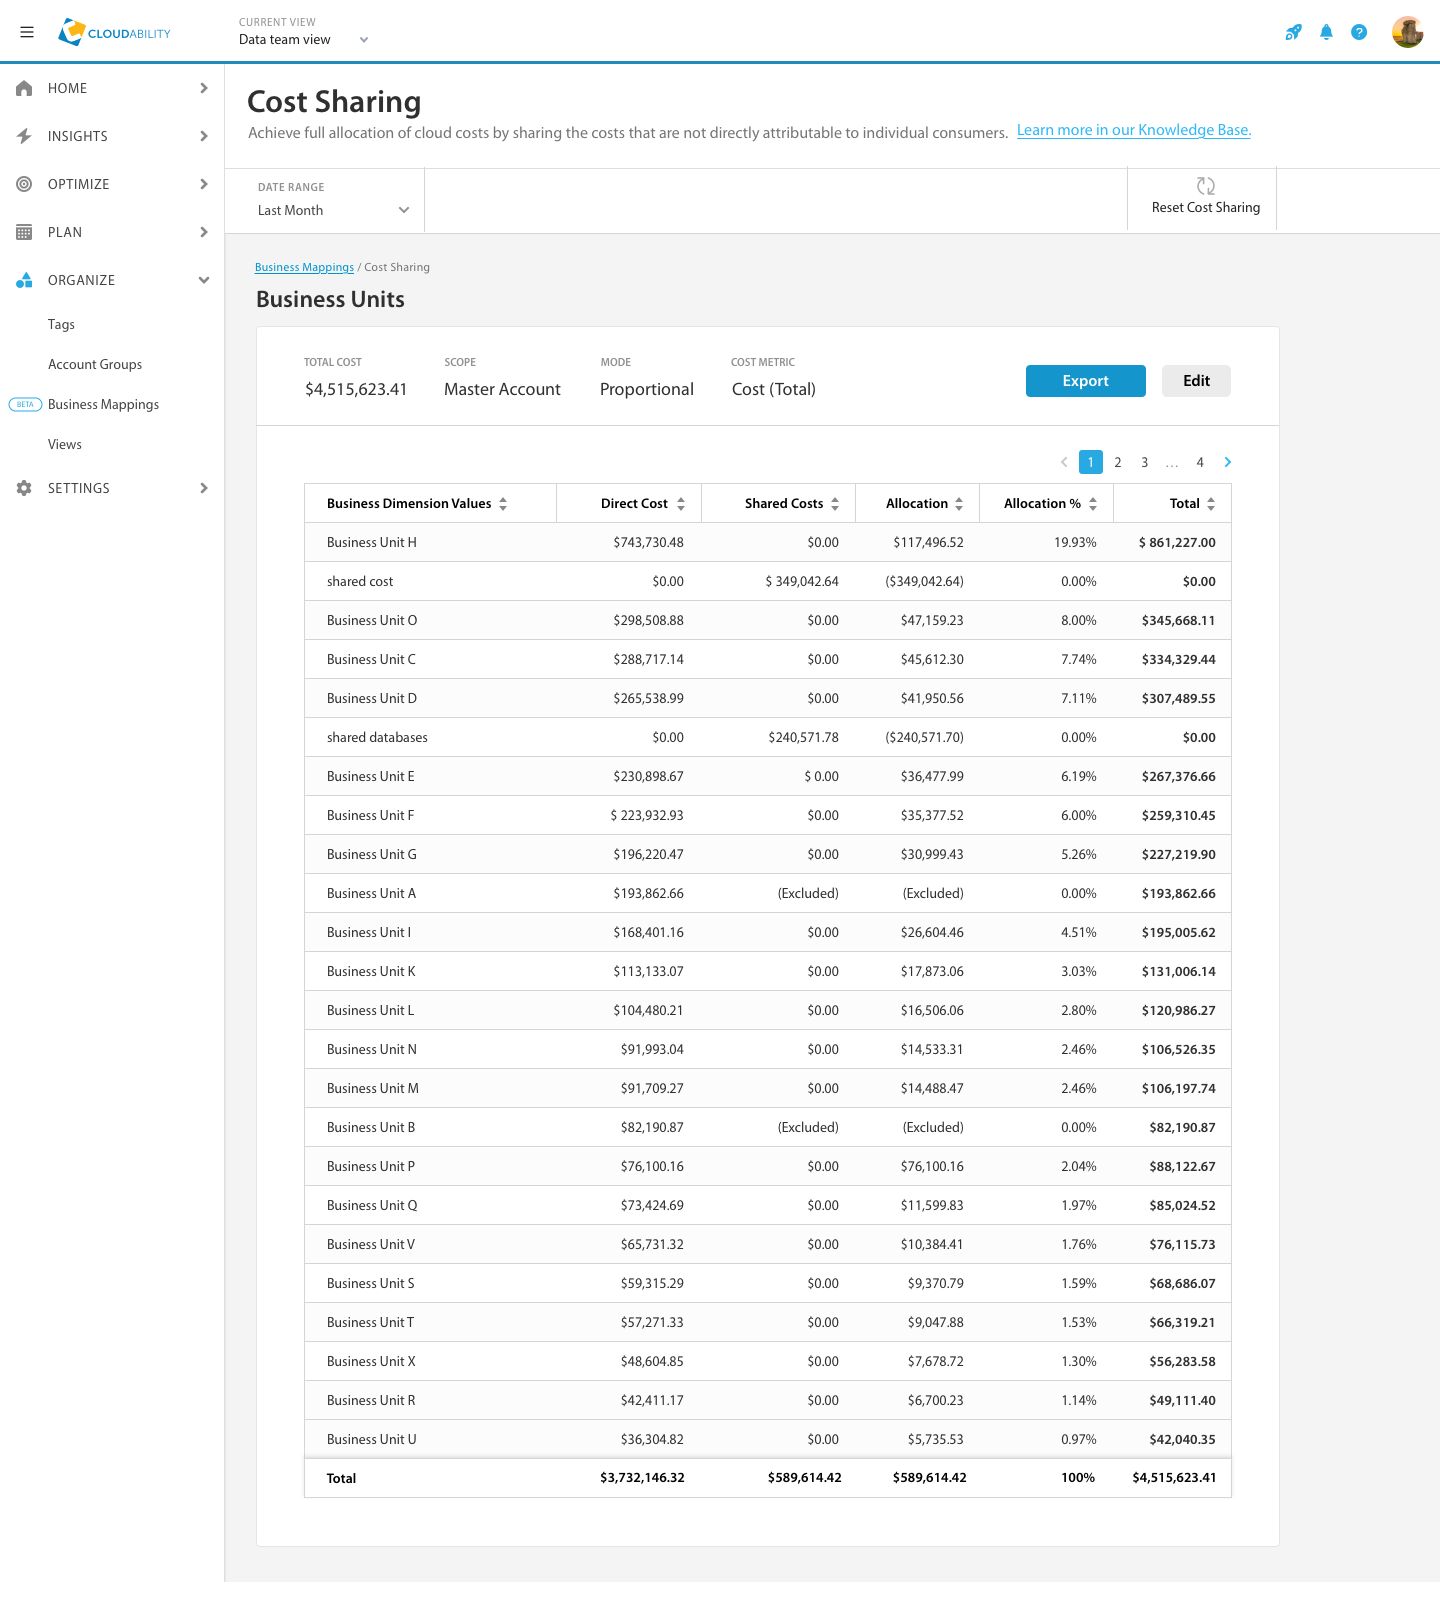 CLOUDABILITY
CURRENT VIEW
Data team view
?
HOME
INSIGHTS
OPTIMIZE
PLAN
ORGANIZE
Tags
Account Groups
BETA Business Mappings
Views
SETTINGS
Cost Sharing
Achieve full allocation of cloud costs by sharing the costs that are not directly attributable to individual consumers. Learn more in our Knowledge Base.
DATE RANGE
Last Month
Reset Cost Sharing
Business Mappings / Cost Sharing
Business Units
TOTAL COST SCOPE MODE COST METRIC
$4,515,623.41 Master Account Proportional Cost (Total)
Export Edit
1 2 3 ... 4
Business Dimension Values Direct Cost Shared Costs Allocation Allocation % Total
Business Unit H $743,730.48 $0.00 $117,496.52 19.93% $ 861,227.00
shared cost $0.00 $ 349,042.64 ($349,042.64) 0.00% $0.00
Business Unit O $298,508.88 $0.00 $47,159.23 8.00% $345,668.11
Business Unit C $288,717.14 $0.00 $45,612.30 7.74% $334,329.44
Business Unit D $265,538.99 $0.00 $41,950.56 7.11% $307,489.55
shared databases $0.00 $240,571.78 ($240,571.70) 0.00% $0.00
Business Unit E $230,898.67 $ 0.00 $36,477.99 6.19% $267,376.66
Business Unit F $ 223,932.93 $0.00 $35,377.52 6.00% $259,310.45
Business Unit G $196,220.47 $0.00 $30,999.43 5.26% $227,219.90
Business Unit A $193,862.66 (Excluded) (Excluded) 0.00% $193,862.66
Business Unit I $168,401.16 $0.00 $26,604.46 4.51% $195,005.62
Business Unit K $113,133.07 $0.00 $17,873.06 3.03% $131,006.14
Business Unit L $104,480.21 $0.00 $16,506.06 2.80% $120,986.27
Business Unit N $91,993.04 $0.00 $14,533.31 2.46% $106,526.35
Business Unit M $91,709.27 $0.00 $14,488.47 2.46% $106,197.74
Business Unit B $82,190.87 (Excluded) (Excluded) 0.00% $82,190.87
Business Unit P $76,100.16 $0.00 $76,100.16 2.04% $88,122.67
Business Unit Q $73,424.69 $0.00 $11,599.83 1.97% $85,024.52
Business Unit V $65,731.32 $0.00 $10,384.41 1.76% $76,115.73
Business Unit S $59,315.29 $0.00 $9,370.79 1.59% $68,686.07
Business Unit T $57,271.33 $0.00 $9,047.88 1.53% $66,319.21
Business Unit X $48,604.85 $0.00 $7,678.72 1.30% $56,283.58
Business Unit R $42,411.17 $0.00 $6,700.23 1.14% $49,111.40
Business Unit U $36,304.82 $0.00 $5,735.53 0.97% $42,040.35
Total $3,732,146.32 $589,614.42 $589,614.42 100% $4,515,623.41